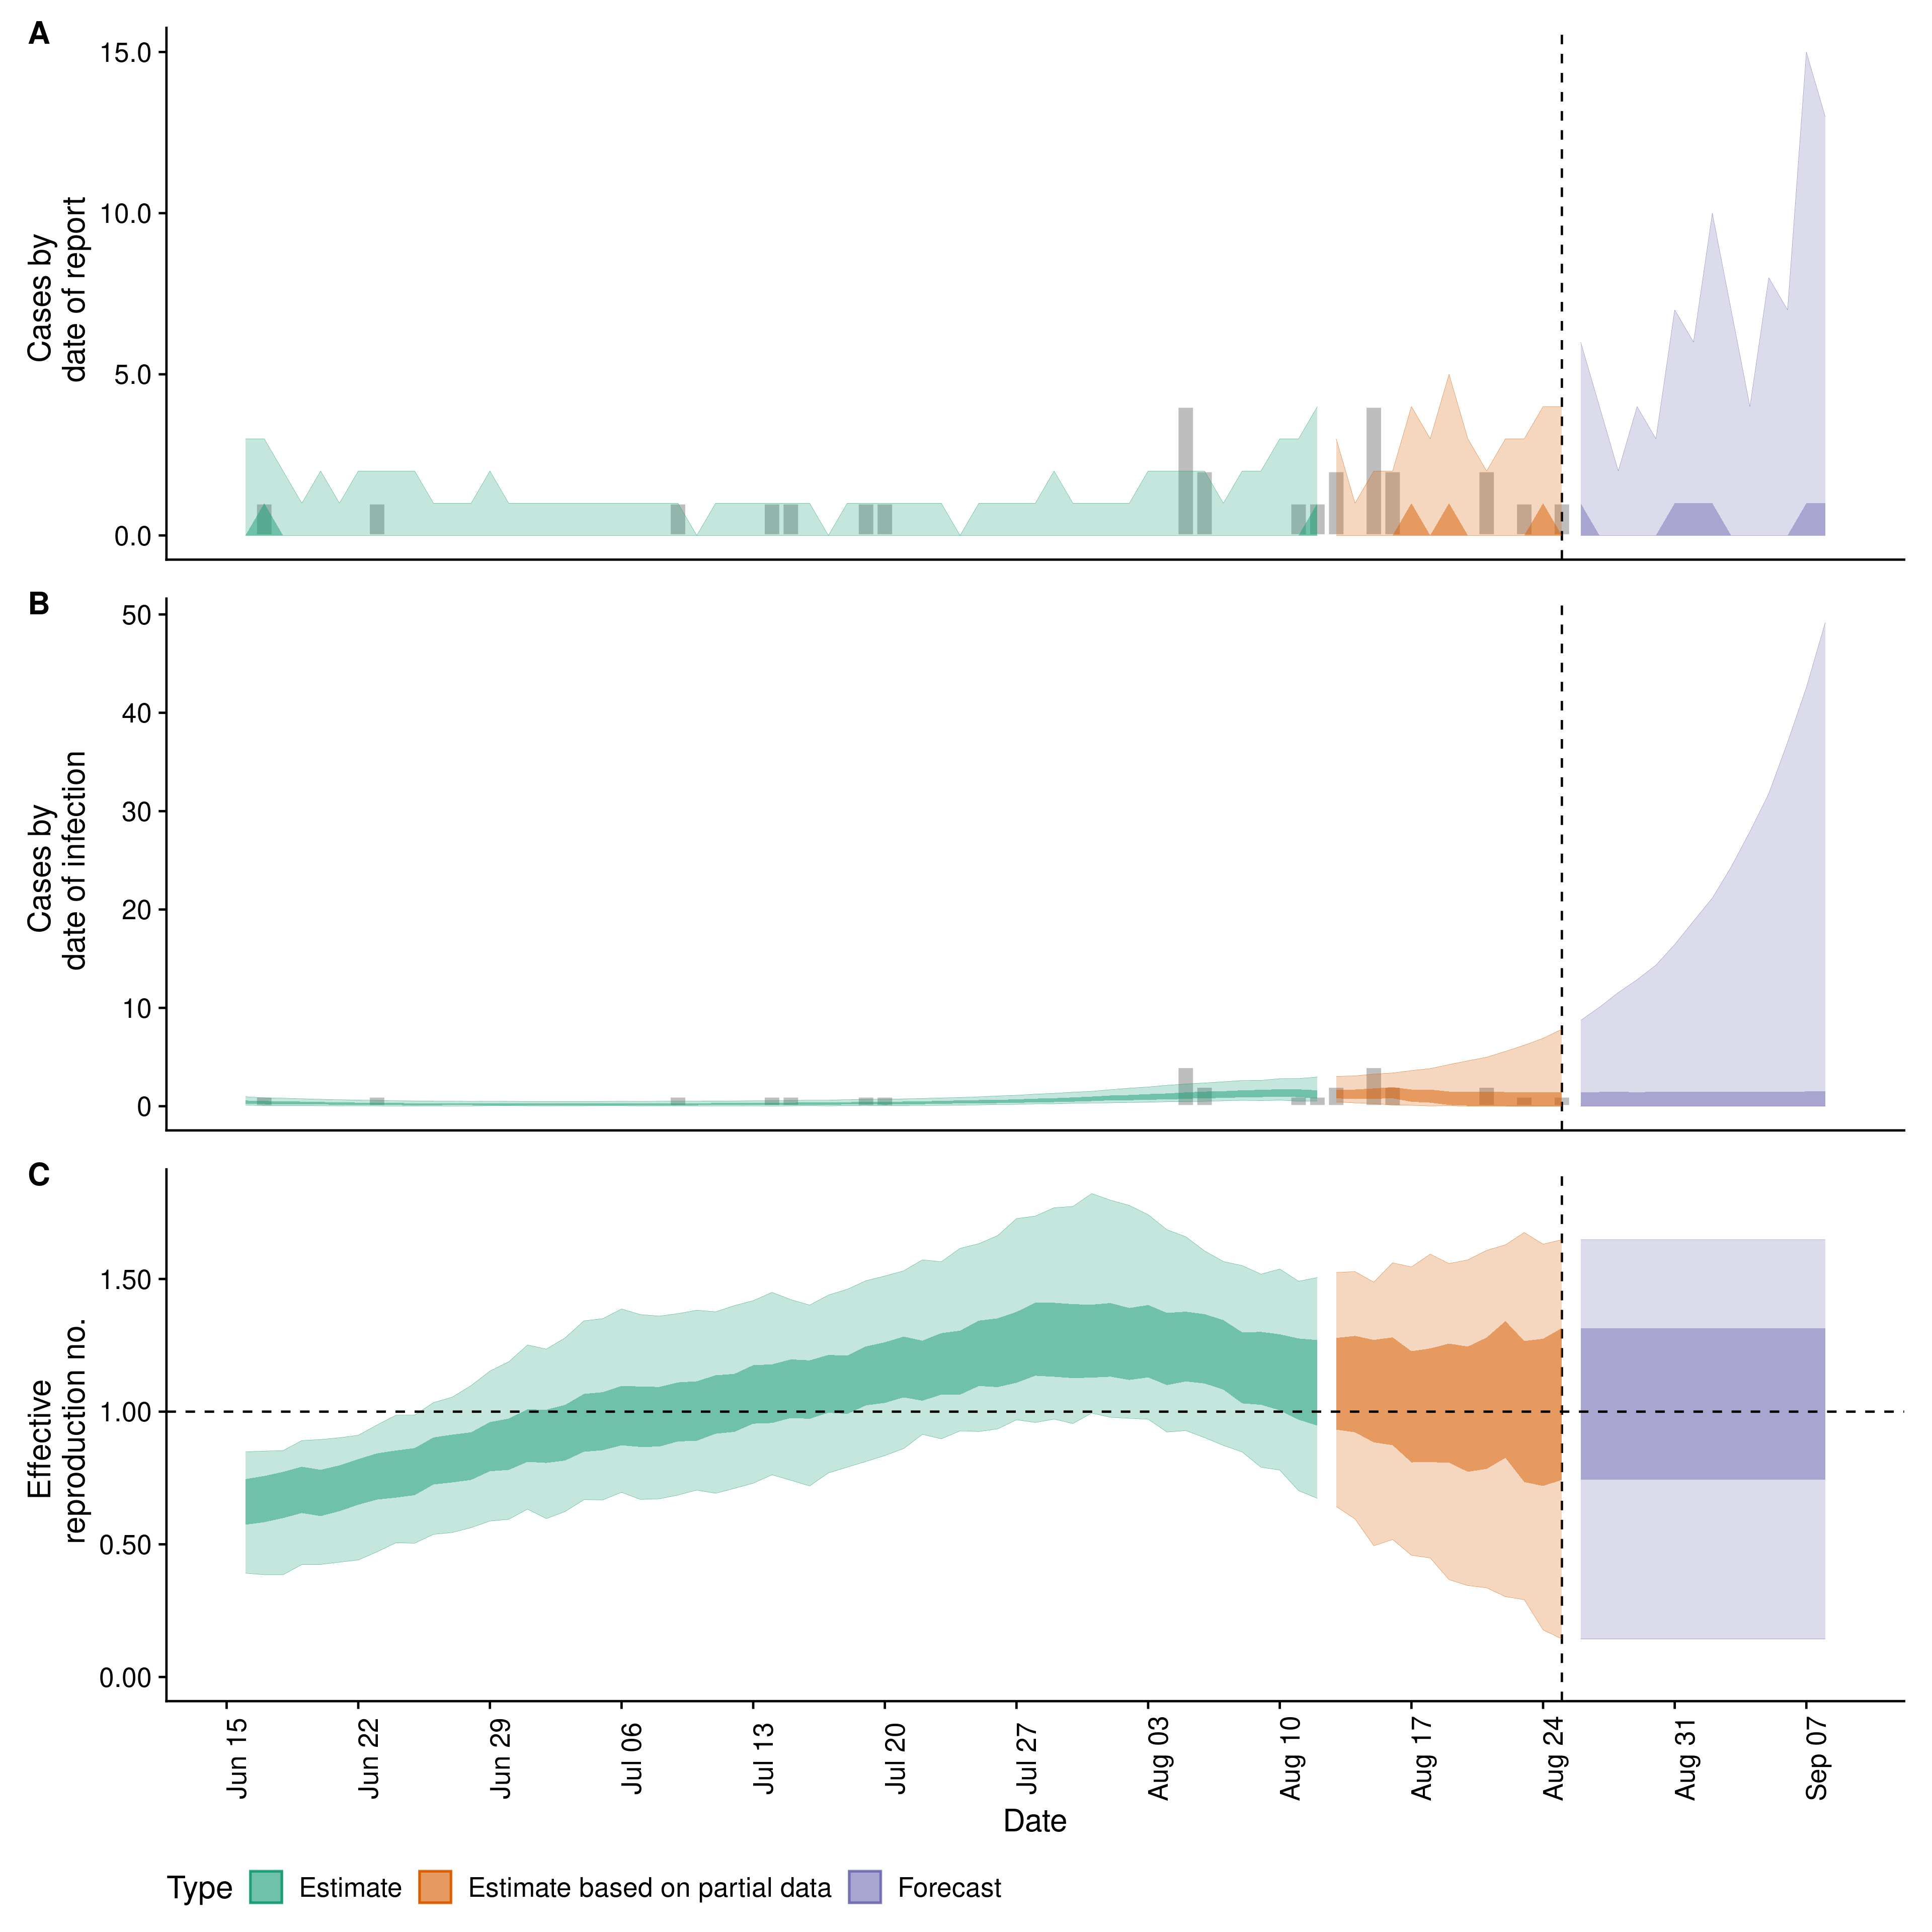 A
Cases by
date of report
15.0
10.0
5.0
0.0
B
Cases by
date of infection
50
40
30
20
10
0
C
Effective
reproduction no.
1.50
1.00
0.50
0.00
Jun 15
Jun 22
Jun 29
Jul 06
Jul 13
Jul 20
Jul 27
Aug 03
Aug 10
Aug 17
Aug 24
Aug 31
Sep 07
Date
Type Estimate Estimate based on partial data Forecast